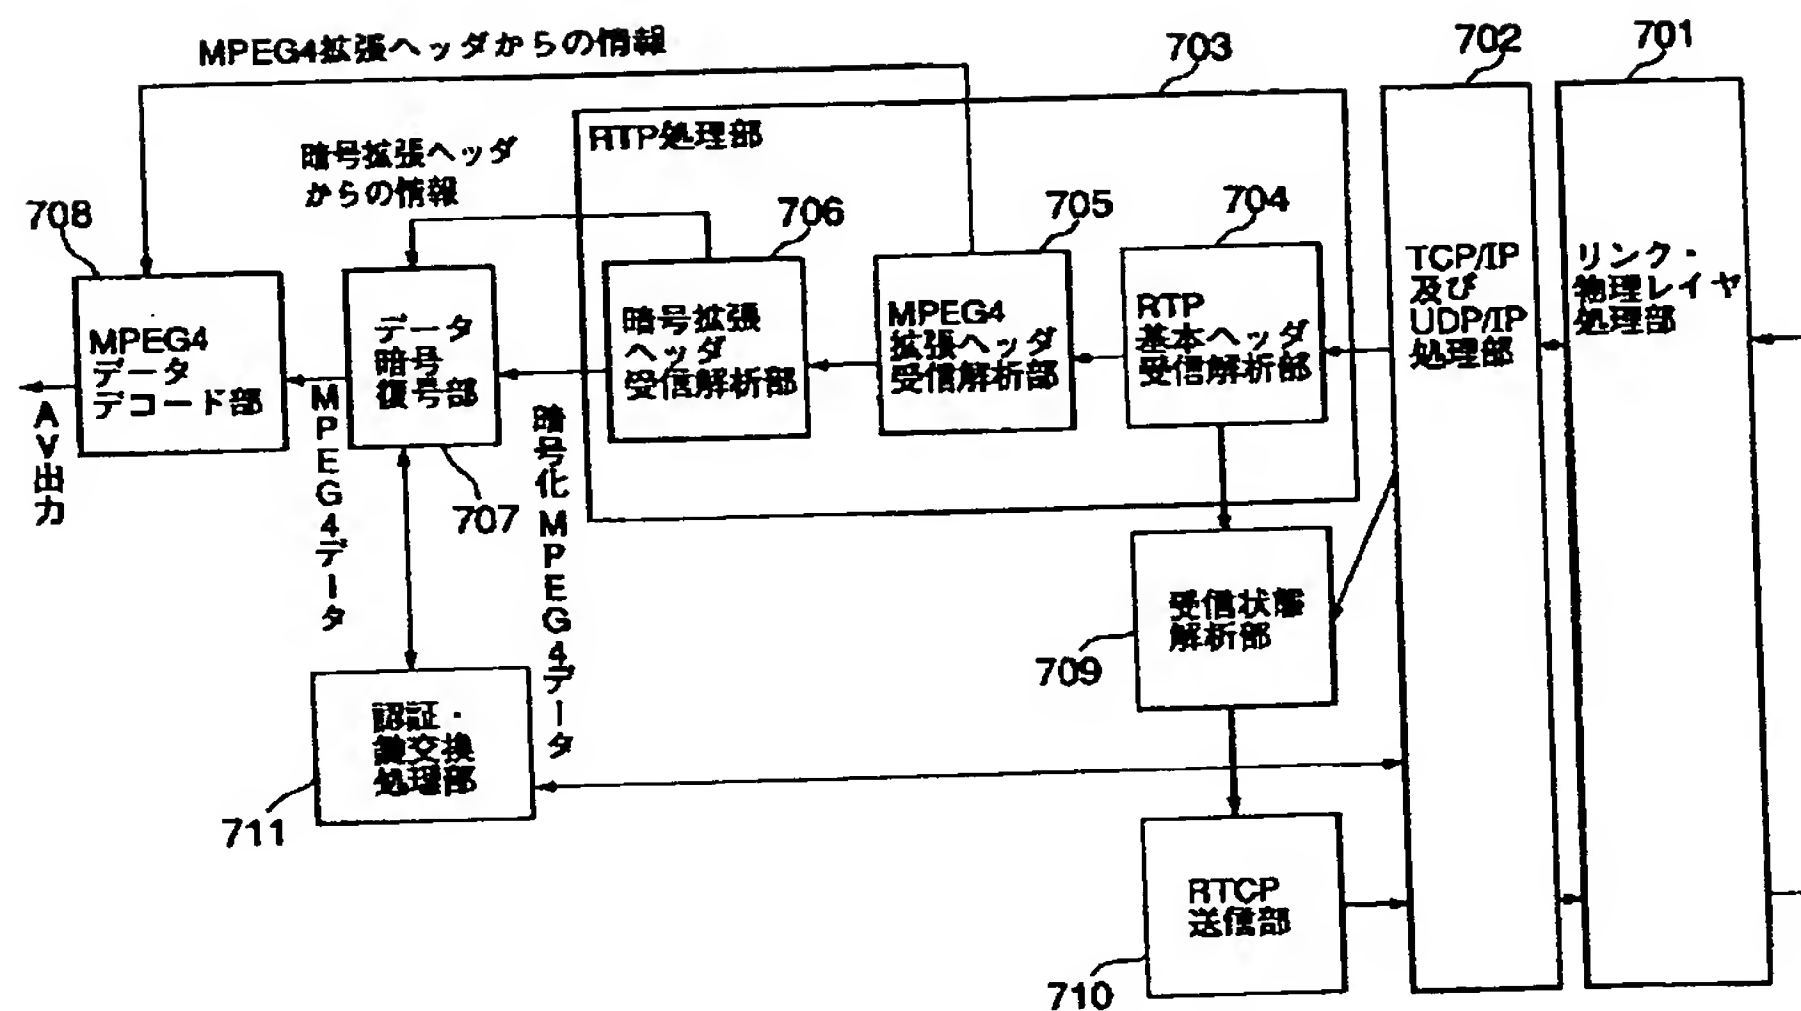 MPEG4拡張ヘッダからの情報
703
702
701
RTP処理部
暗号拡張ヘッダ
からの情報
708
706
705
704
MPEG4
データ
デコード部
データ
暗号
復号部
暗号拡張
ヘッダ
受信解析部
MPEG4
拡張ヘッダ
受信解析部
RTP
基本ヘッダ
受信解析部
TCP/IP
及び
UDP/IP
処理部
リンク・
物理レイヤ
処理部
AV出力
MPEG4データ
707
暗号化MPEG4データ
受信状態
解析部
709
認証・
鍵交換
処理部
711
RTCP
送信部
710